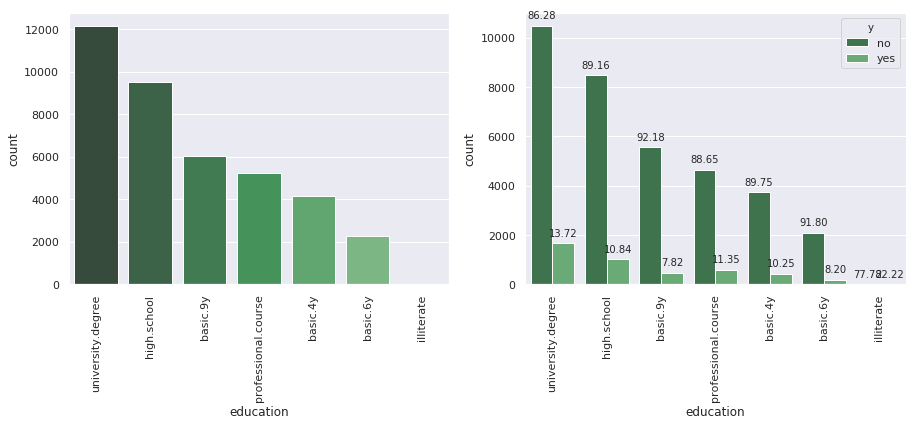 12000
10000
8000
6000
4000
2000
0
count
university.degree
high.school
basic.9y
professional.course
basic.4y
basic.6y
illiterate
education
10000
8000
6000
4000
2000
0
count
86.28
89.16
92.18
88.65
89.75
91.80
77.78
13.72
10.84
7.82
11.35
10.25
8.20
22.22
y
no
yes
university.degree
high.school
basic.9y
professional.course
basic.4y
basic.6y
illiterate
education